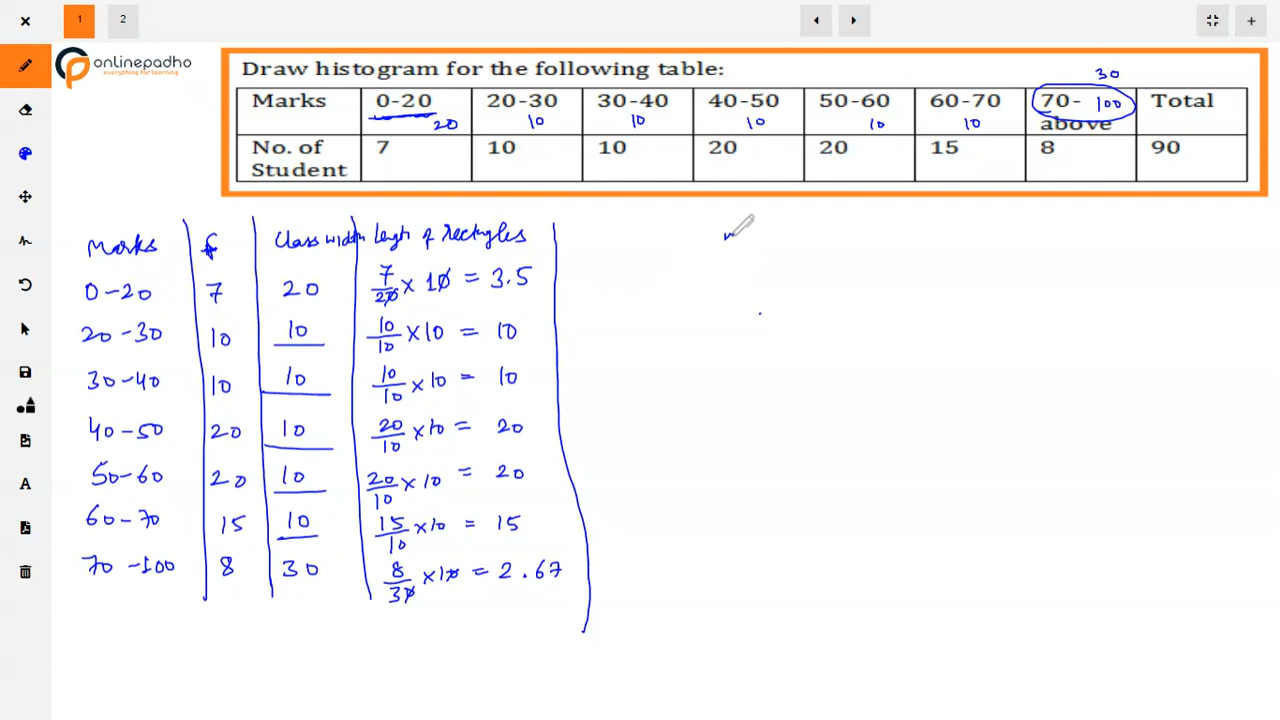 1 2
onlinepadho
everything for learning
Draw histogram for the following table:
30
Marks 0-20 20-30 30-40 40-50 50-60 60-70 70- 100 Total
20 10 10 10 10 10 above
No. of 7 10 10 20 20 15 8 90
Student
Marks f Class width Length of rectangles
0-20 7 20 7/20 × 10 = 3.5
20-30 10 10 10/10 × 10 = 10
30-40 10 10 10/10 × 10 = 10
40-50 20 10 20/10 × 10 = 20
50-60 20 10 20/10 × 10 = 20
60-70 15 10 15/10 × 10 = 15
70-100 8 30 8/30 × 10 = 2.67